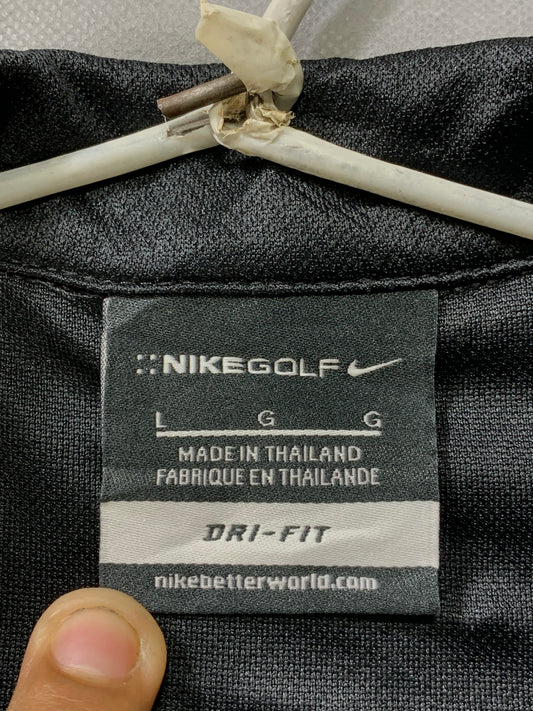 NIKEGOLF
L G G
MADE IN THAILAND
FABRIQUE EN THAILANDE
DRI-FIT
nikebetterworld.com